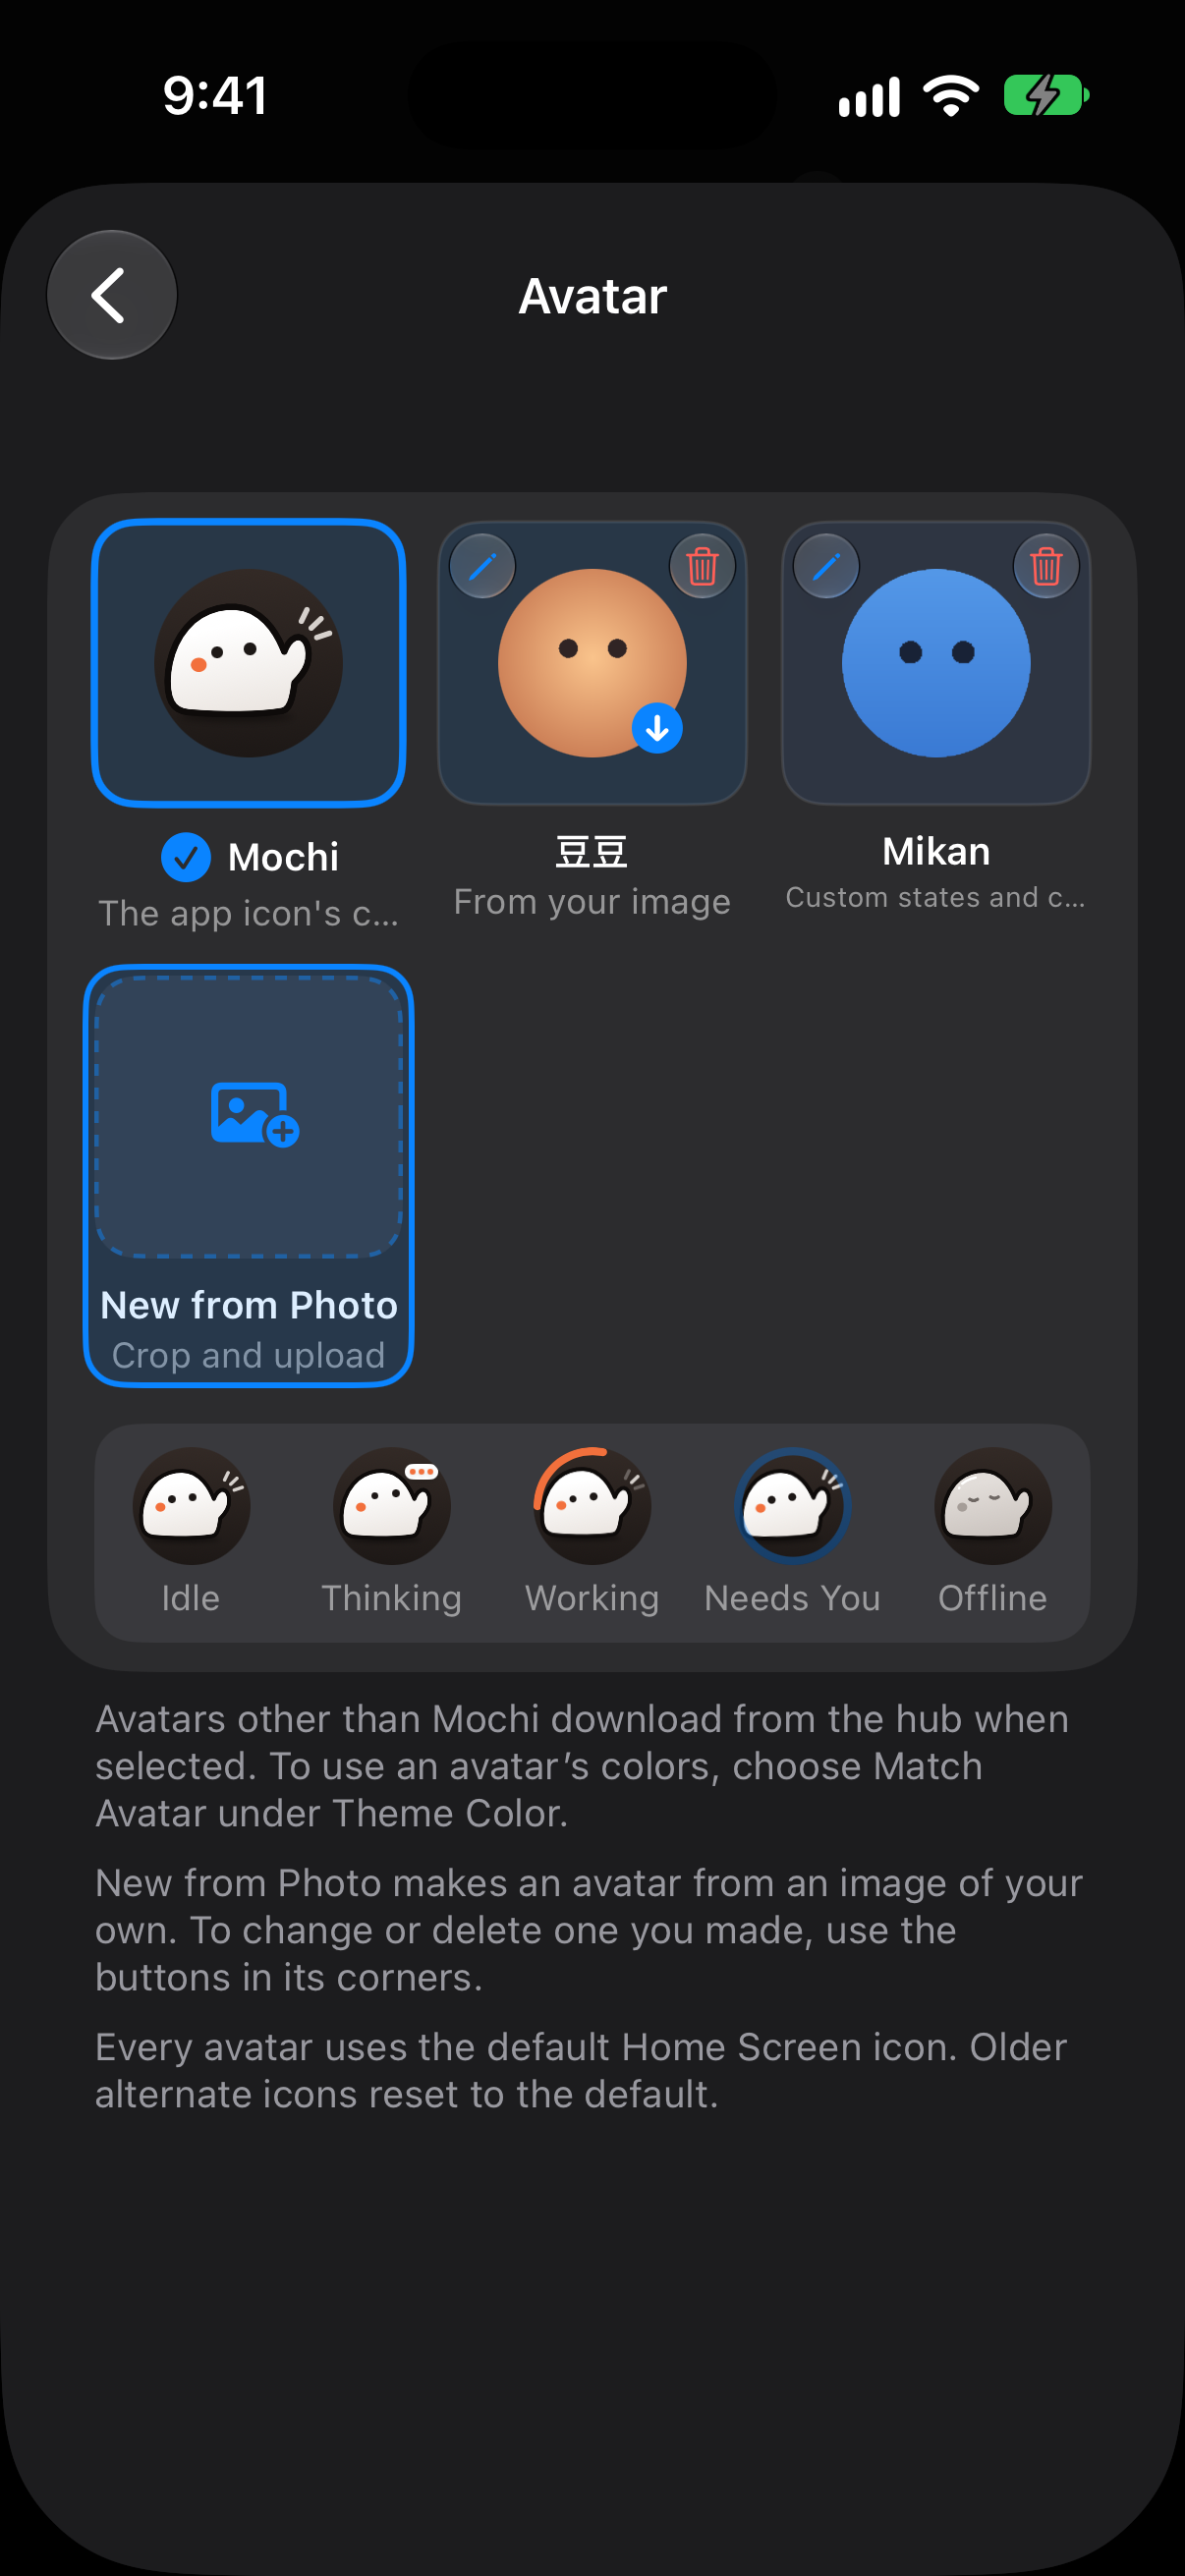 9:41
Avatar
Mochi
The app icon's c...
豆豆
From your image
Mikan
Custom states and c...
New from Photo
Crop and upload
Idle
Thinking
Working
Needs You
Offline
Avatars other than Mochi download from the hub when
selected. To use an avatar’s colors, choose Match
Avatar under Theme Color.
New from Photo makes an avatar from an image of your
own. To change or delete one you made, use the
buttons in its corners.
Every avatar uses the default Home Screen icon. Older
alternate icons reset to the default.